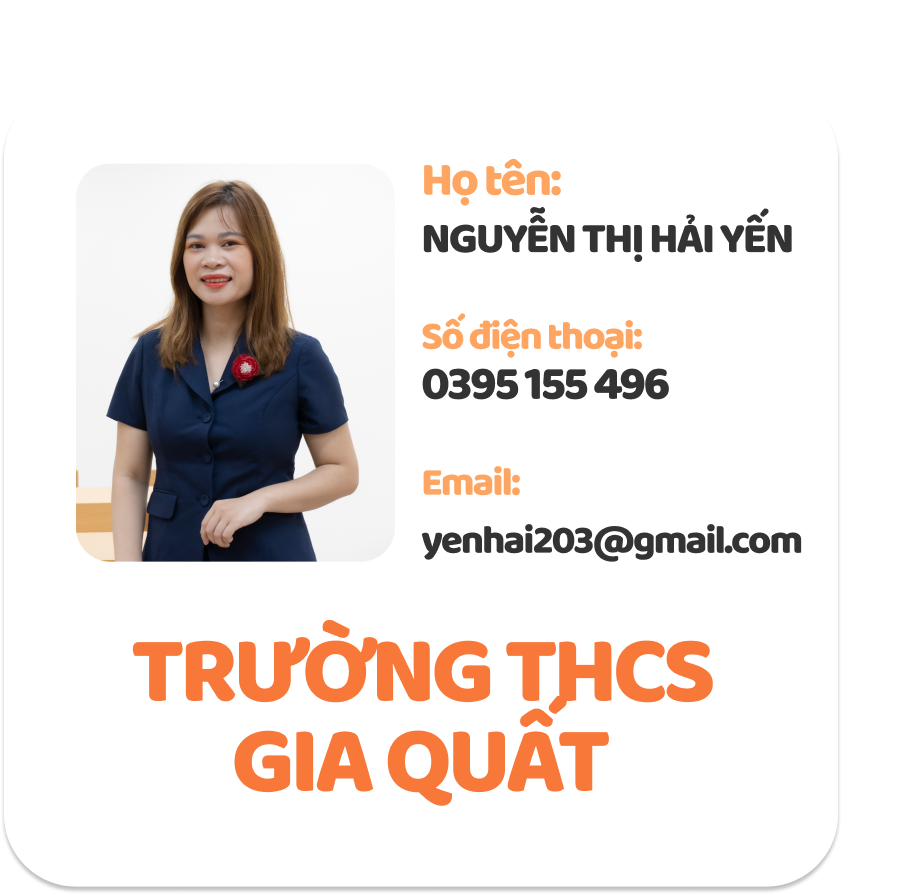 Họ tên:
NGUYỄN THỊ HẢI YẾN
Số điện thoại:
0395 155 496
Email:
yenhai203@gmail.com
TRƯỜNG THCS
GIA QUẤT